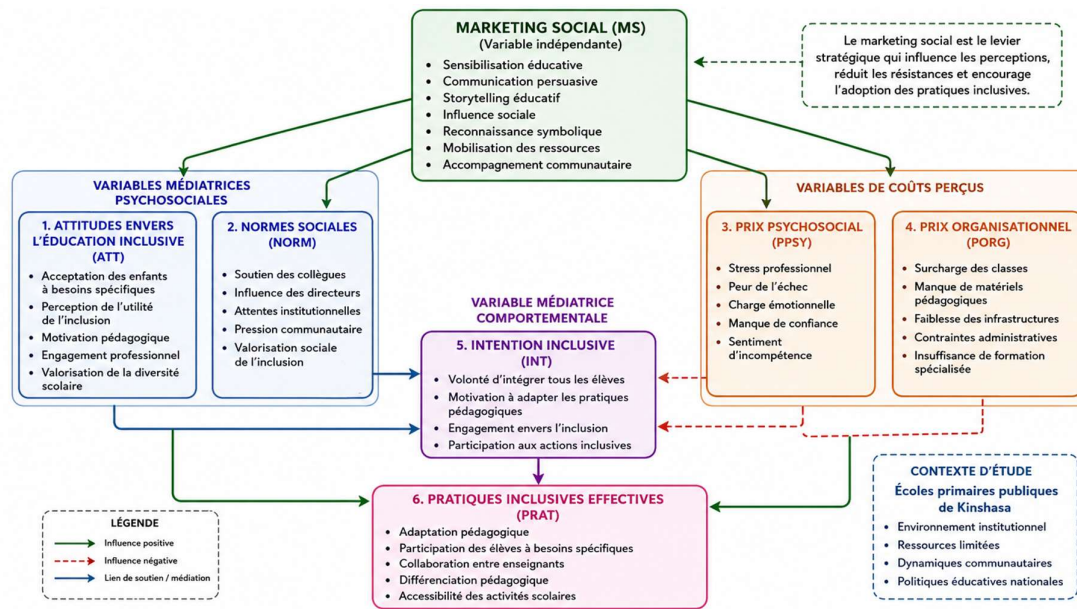 MARKETING SOCIAL (MS)
(Variable indépendante)
• Sensibilisation éducative
• Communication persuasive
• Storytelling éducatif
• Influence sociale
• Reconnaissance symbolique
• Mobilisation des ressources
• Accompagnement communautaire
Le marketing social est le levier
stratégique qui influence les perceptions,
réduit les résistances et encourage
l'adoption des pratiques inclusives.
VARIABLES MÉDIATRICES
PSYCHOSOCIALES
1. ATTITUDES ENVERS
L'ÉDUCATION INCLUSIVE
(ATT)
• Acceptation des enfants
à besoins spécifiques
• Perception de l'utilité
de l'inclusion
• Motivation pédagogique
• Engagement professionnel
• Valorisation de la diversité
scolaire
2. NORMES SOCIALES
(NORM)
• Soutien des collègues
• Influence des directeurs
• Attentes institutionnelles
• Pression communautaire
• Valorisation sociale
de l'inclusion
VARIABLE MÉDIATRICE
COMPORTEMENTALE
5. INTENTION INCLUSIVE
(INT)
• Volonté d'intégrer tous les élèves
• Motivation à adapter les pratiques
pédagogiques
• Engagement envers l'inclusion
• Participation aux actions inclusives
VARIABLES DE COÛTS PERÇUS
3. PRIX PSYCHOSOCIAL
(PPSY)
• Stress professionnel
• Peur de l'échec
• Charge émotionnelle
• Manque de confiance
• Sentiment
d'incompétence
4. PRIX ORGANISATIONNEL
(PORG)
• Surcharge des classes
• Manque de matériels
pédagogiques
• Faiblesse des infrastructures
• Contraintes administratives
• Insuffisance de formation
spécialisée
6. PRATIQUES INCLUSIVES EFFECTIVES
(PRAT)
• Adaptation pédagogique
• Participation des élèves à besoins spécifiques
• Collaboration entre enseignants
• Différenciation pédagogique
• Accessibilité des activités scolaires
LÉGENDE
Influence positive
Influence négative
Lien de soutien / médiation
CONTEXTE D'ÉTUDE
Écoles primaires publiques
de Kinshasa
• Environnement institutionnel
• Ressources limitées
• Dynamiques communautaires
• Politiques éducatives nationales